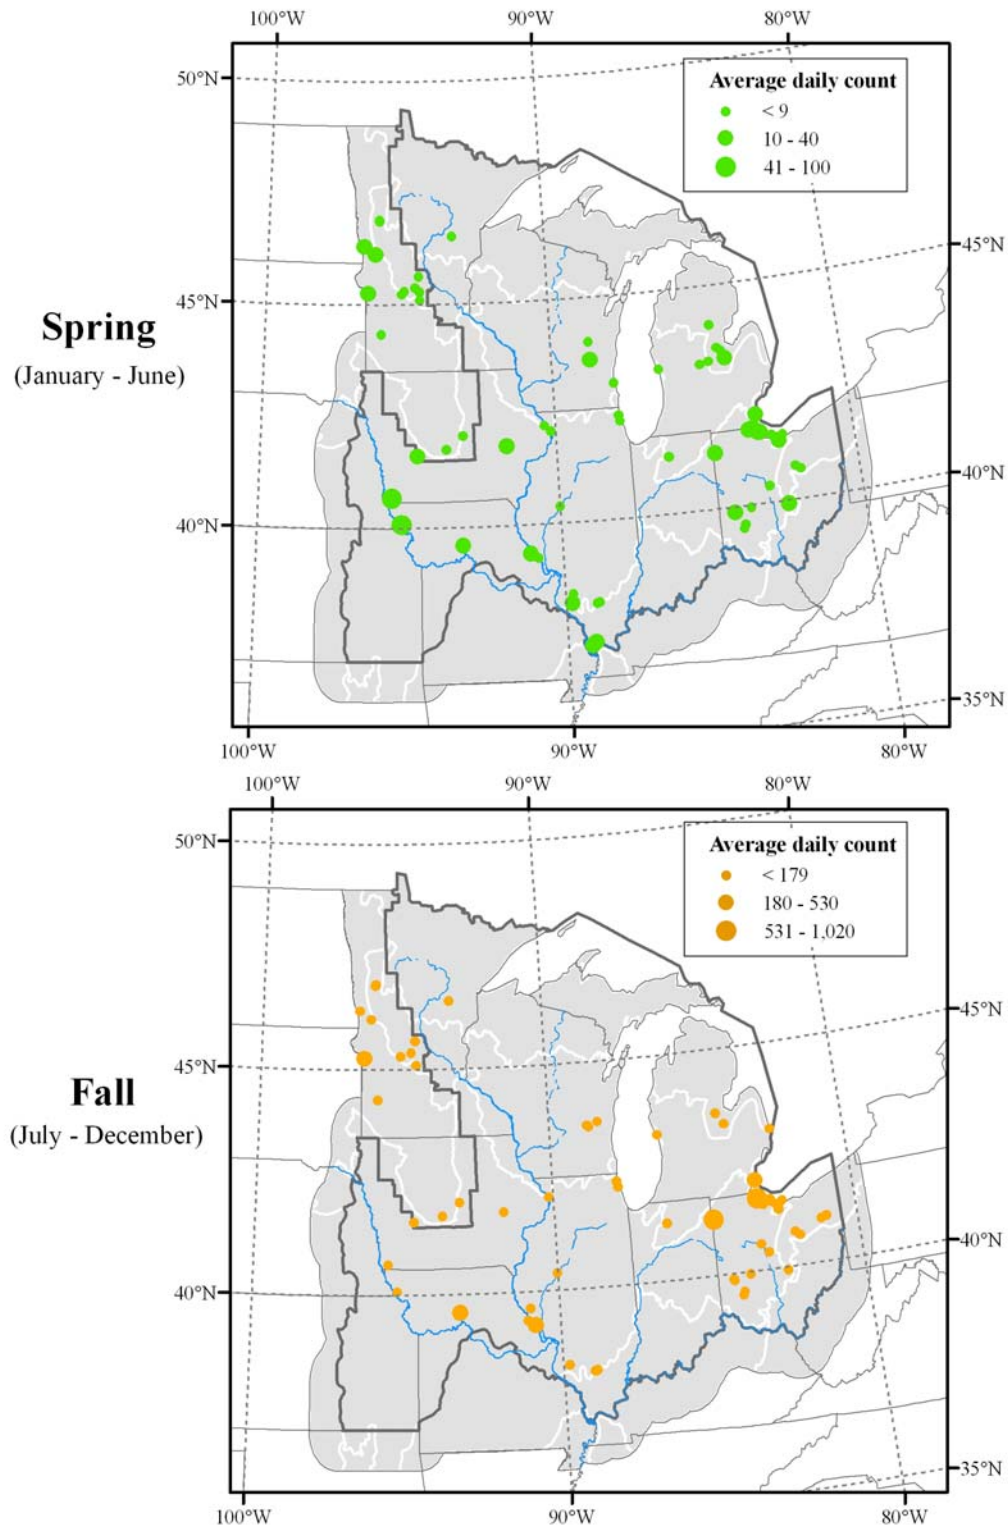 100°W 90°W 80°W
50°N
Average daily count
< 9
10 - 40
41 - 100
45°N
45°N
Spring
(January - June)
40°N
40°N
35°N
100°W 90°W 80°W
100°W 90°W 80°W
50°N
Average daily count
< 179
180 - 530
531 - 1,020
45°N
45°N
Fall
(July - December)
40°N
40°N
35°N
100°W 90°W 80°W